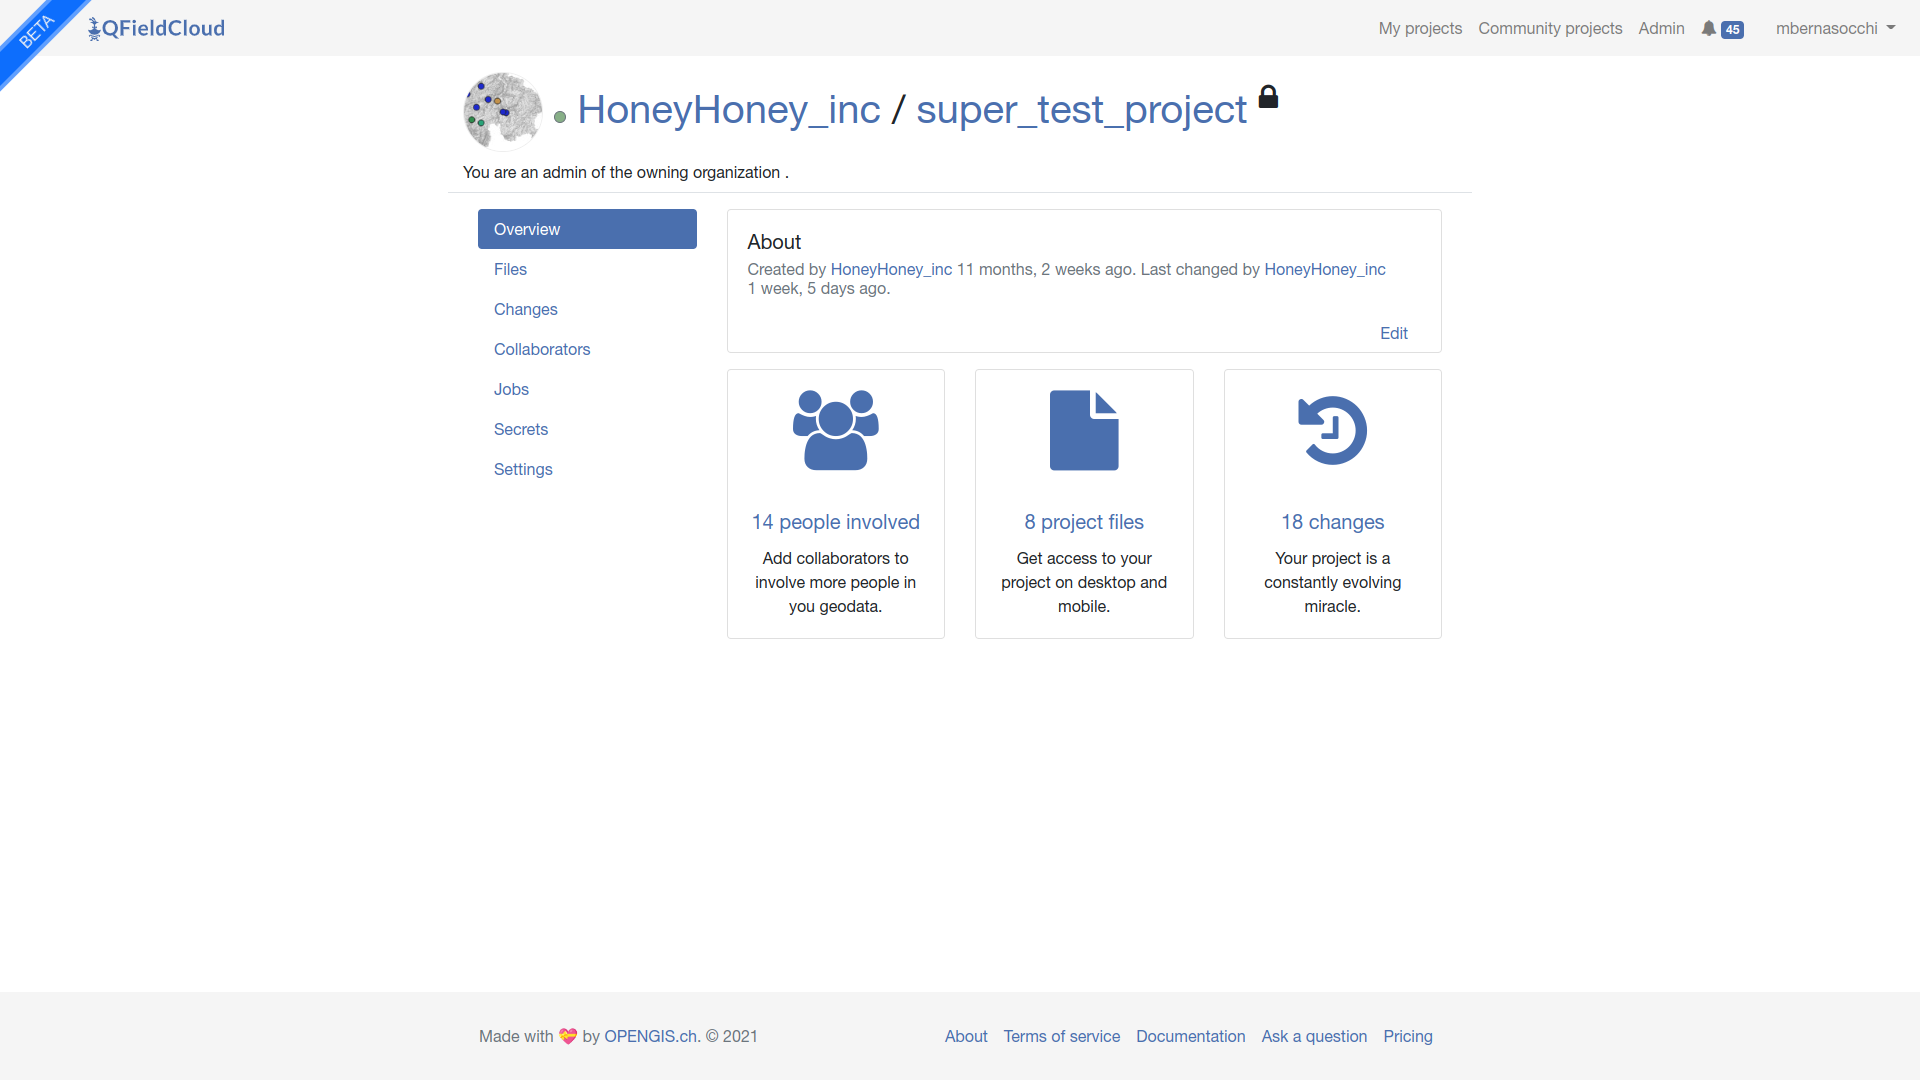 BETA
QFieldCloud
My projects Community projects Admin 45 mbernasocchi
HoneyHoney_inc / super_test_project
You are an admin of the owning organization .
Overview
Files
Changes
Collaborators
Jobs
Secrets
Settings
About
Created by HoneyHoney_inc 11 months, 2 weeks ago. Last changed by HoneyHoney_inc
1 week, 5 days ago.
Edit
14 people involved
Add collaborators to
involve more people in
you geodata.
8 project files
Get access to your
project on desktop and
mobile.
18 changes
Your project is a
constantly evolving
miracle.
Made with 💝 by OPENGIS.ch. © 2021
About Terms of service Documentation Ask a question Pricing